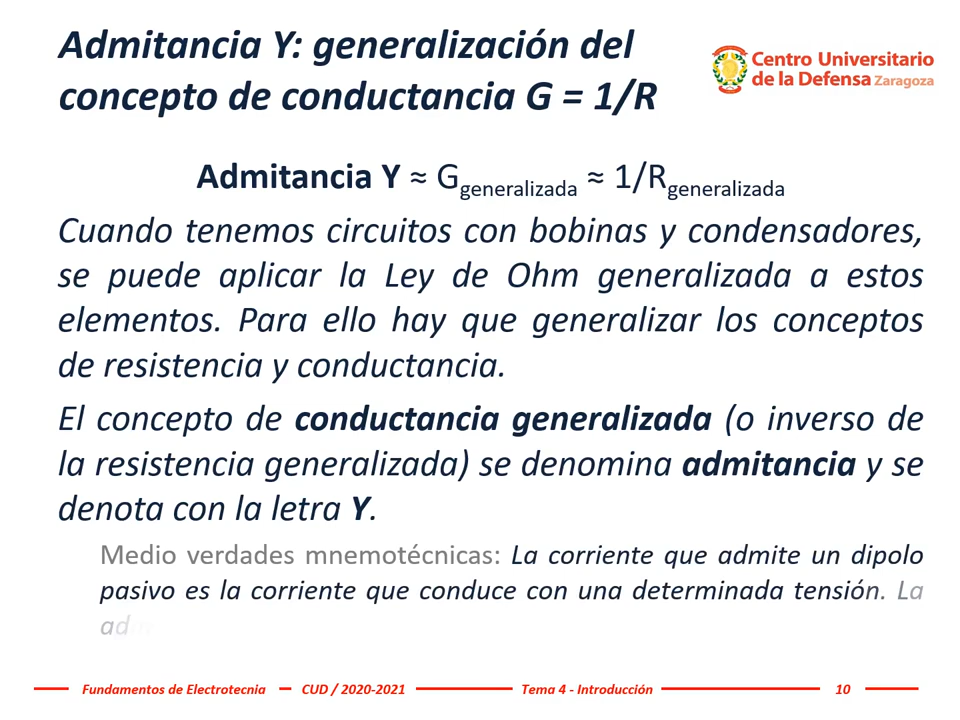 Admitancia Y: generalización del
concepto de conductancia G = 1/R
Centro Universitario
de la Defensa Zaragoza
Admitancia Y ≈ Ggeneralizada ≈ 1/Rgeneralizada
Cuando tenemos circuitos con bobinas y condensadores,
se puede aplicar la Ley de Ohm generalizada a estos
elementos. Para ello hay que generalizar los conceptos
de resistencia y conductancia.
El concepto de conductancia generalizada (o inverso de
la resistencia generalizada) se denomina admitancia y se
denota con la letra Y.
Medio verdades mnemotécnicas: La corriente que admite un dipolo
pasivo es la corriente que conduce con una determinada tensión. La
Fundamentos de Electrotecnia CUD / 2020-2021 Tema 4 - Introducción 10